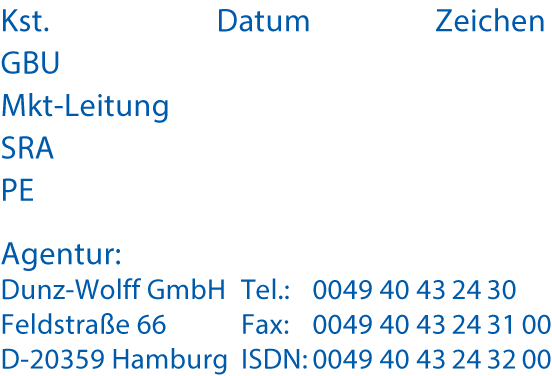 Kst. Datum Zeichen
GBU
Mkt-Leitung
SRA
PE
Agentur:
Dunz-Wolff GmbH Tel.: 0049 40 43 24 30
Feldstraße 66 Fax: 0049 40 43 24 31 00
D-20359 Hamburg ISDN: 0049 40 43 24 32 00